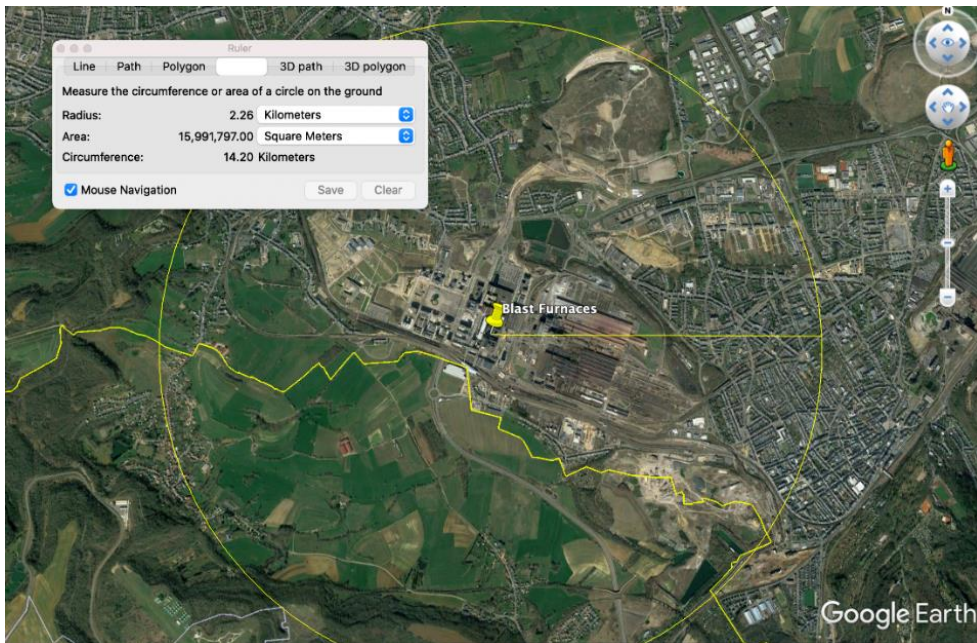 Ruler
Line Path Polygon 3D path 3D polygon
Measure the circumference or area of a circle on the ground
Radius: 2.26 Kilometers
Area: 15,991,797.00 Square Meters
Circumference: 14.20 Kilometers
Mouse Navigation Save Clear
N
Blast Furnaces
Google Earth